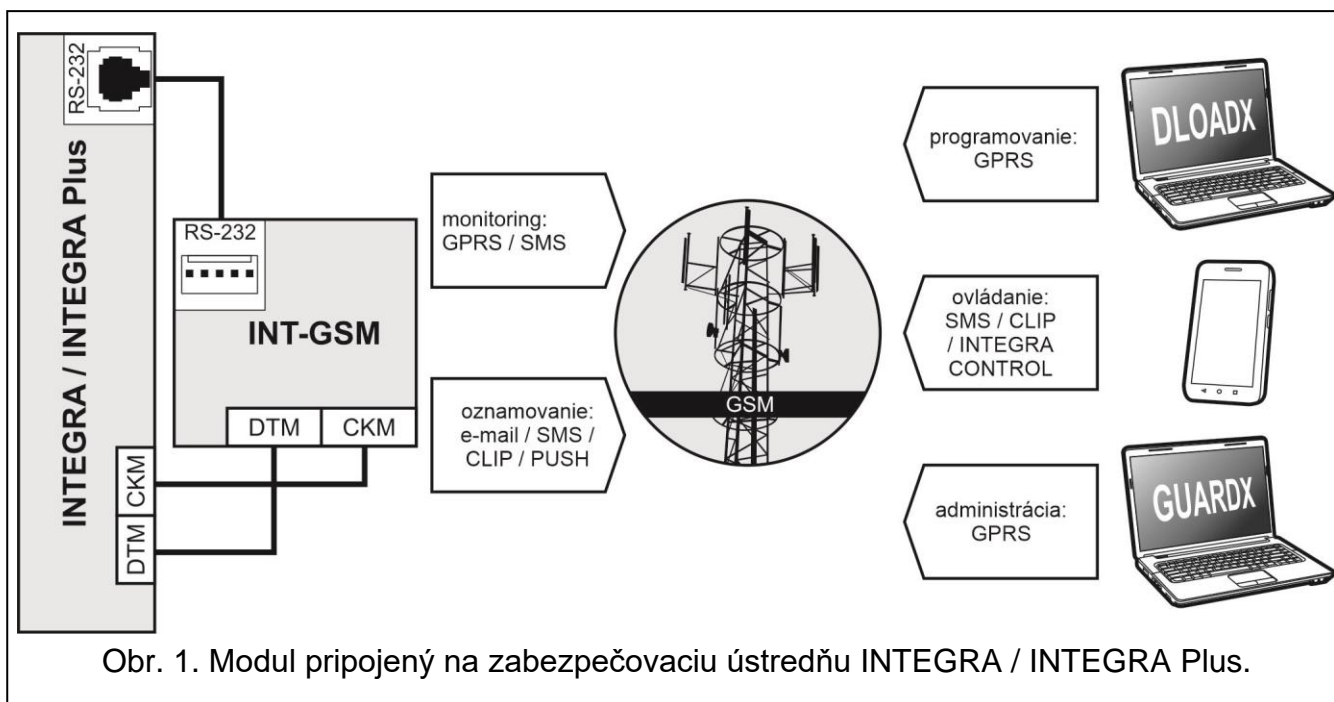 RS-232
INTEGRA / INTEGRA Plus
CKM
DTM
RS-232
INT-GSM
DTM
CKM
monitoring:
GPRS / SMS
oznamovanie:
e-mail / SMS /
CLIP / PUSH
GSM
programovanie:
GPRS
DLOADX
ovládanie:
SMS / CLIP
/ INTEGRA
CONTROL
administrácia:
GPRS
GUARDX
Obr. 1. Modul pripojený na zabezpečovaciu ústredňu INTEGRA / INTEGRA Plus.